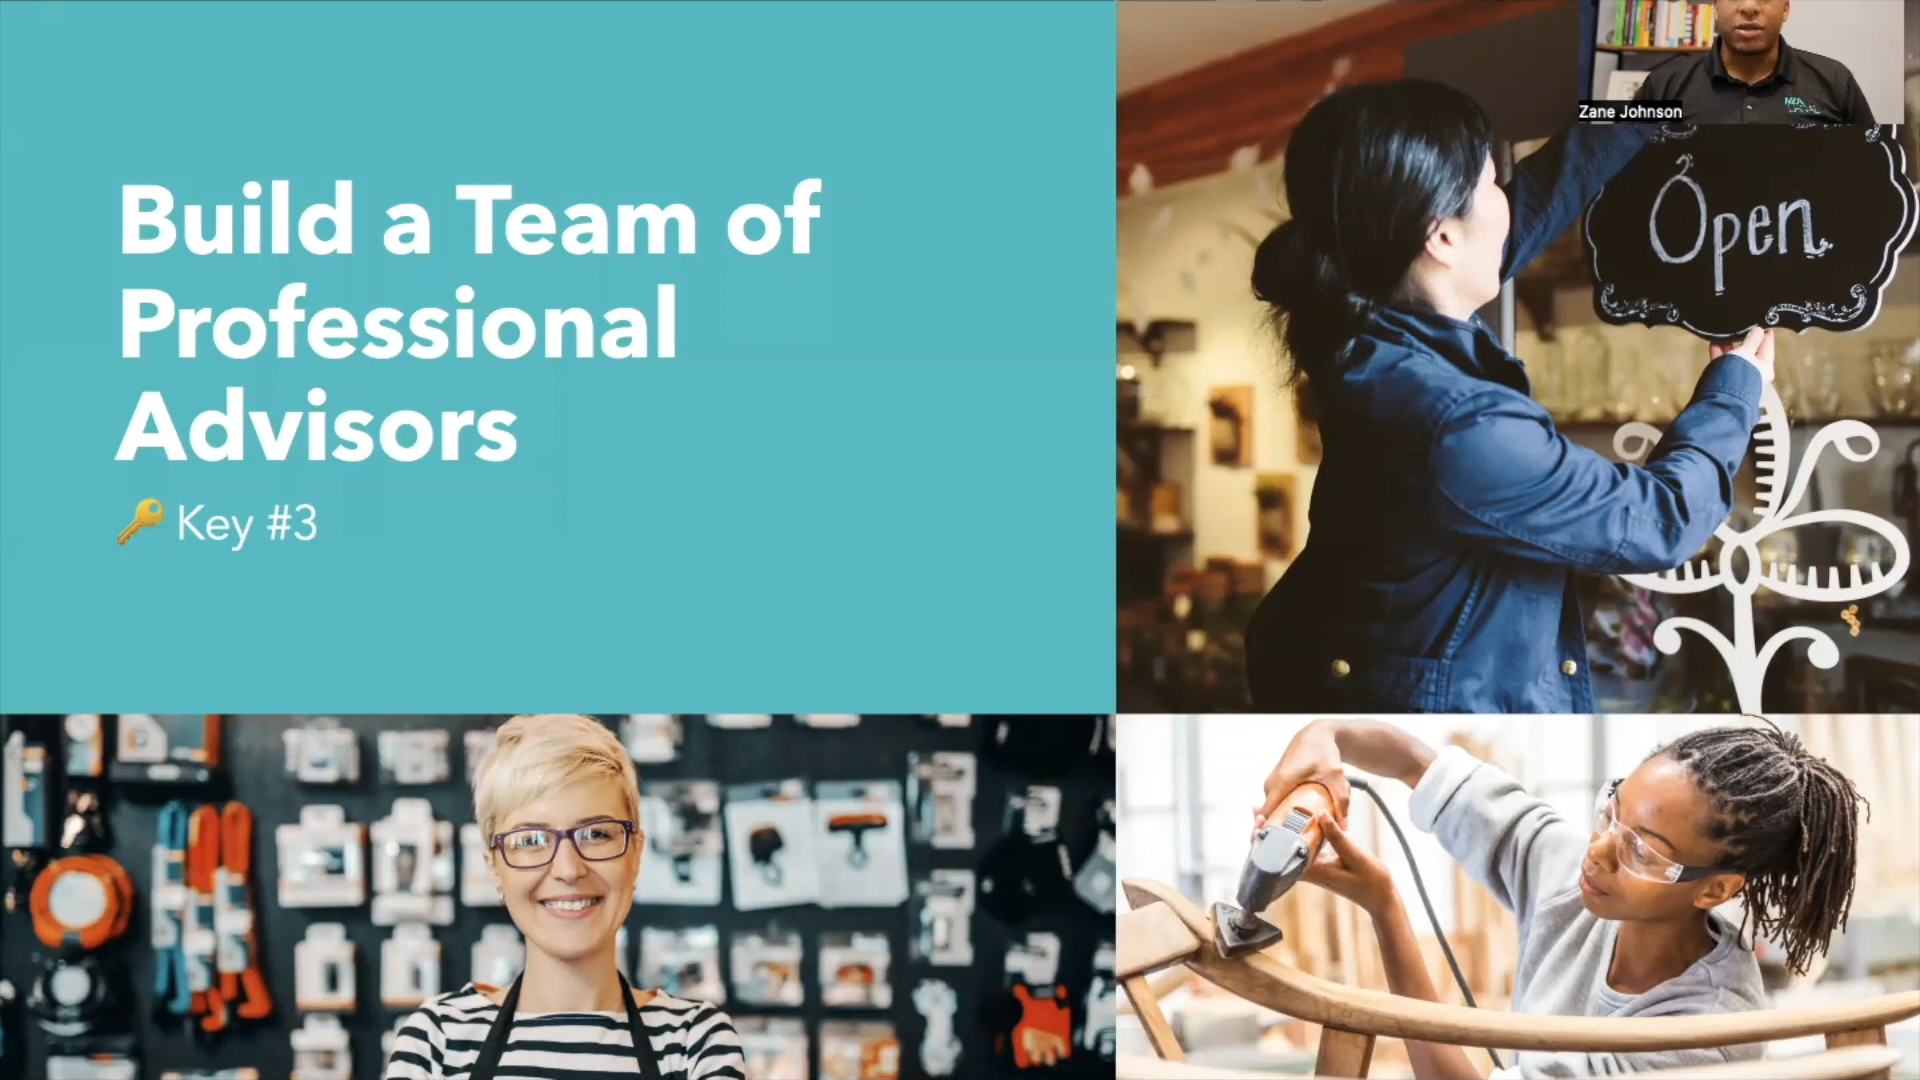 Build a Team of
Professional
Advisors
🔑 Key #3
Zane Johnson
Open